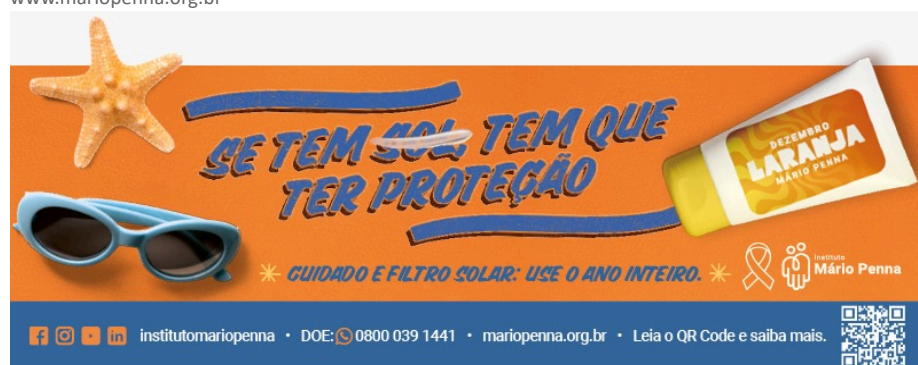 www.mariopenna.org.br
SE TEM SOL, TEM QUE
TER PROTEÇÃO
DEZEMBRO
LARANJA
MÁRIO PENNA
CUIDADO E FILTRO SOLAR: USE O ANO INTEIRO.
Instituto
Mário Penna
institutomariopenna • DOE: 0800 039 1441 • mariopenna.org.br • Leia o QR Code e saiba mais.